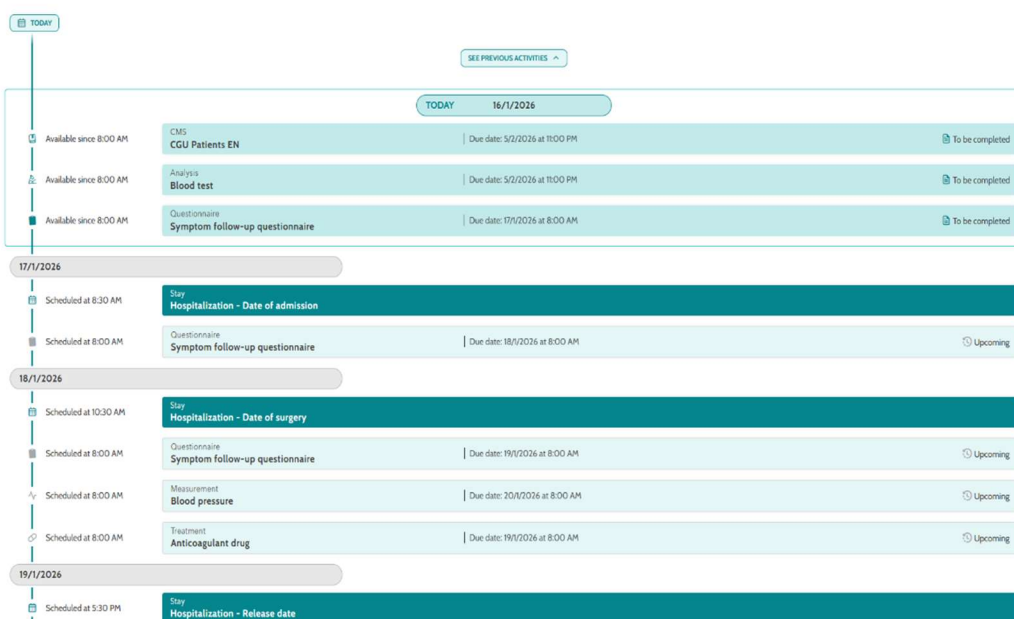 TODAY
SEE PREVIOUS ACTIVITIES
TODAY 16/1/2026
Available since 8:00 AM
CMS
CGU Patients EN
Due date: 5/2/2026 at 11:00 PM
To be completed
Available since 8:00 AM
Analysis
Blood test
Due date: 5/2/2026 at 11:00 PM
To be completed
Available since 8:00 AM
Questionnaire
Symptom follow-up questionnaire
Due date: 17/1/2026 at 8:00 AM
To be completed
17/1/2026
Scheduled at 8:30 AM
Stay
Hospitalization - Date of admission
Scheduled at 8:00 AM
Questionnaire
Symptom follow-up questionnaire
Due date: 18/1/2026 at 8:00 AM
Upcoming
18/1/2026
Scheduled at 10:30 AM
Stay
Hospitalization - Date of surgery
Scheduled at 8:00 AM
Questionnaire
Symptom follow-up questionnaire
Due date: 19/1/2026 at 8:00 AM
Upcoming
Scheduled at 8:00 AM
Measurement
Blood pressure
Due date: 20/1/2026 at 8:00 AM
Upcoming
Scheduled at 8:00 AM
Treatment
Anticoagulant drug
Due date: 19/1/2026 at 8:00 AM
Upcoming
19/1/2026
Scheduled at 5:30 PM
Stay
Hospitalization - Release date